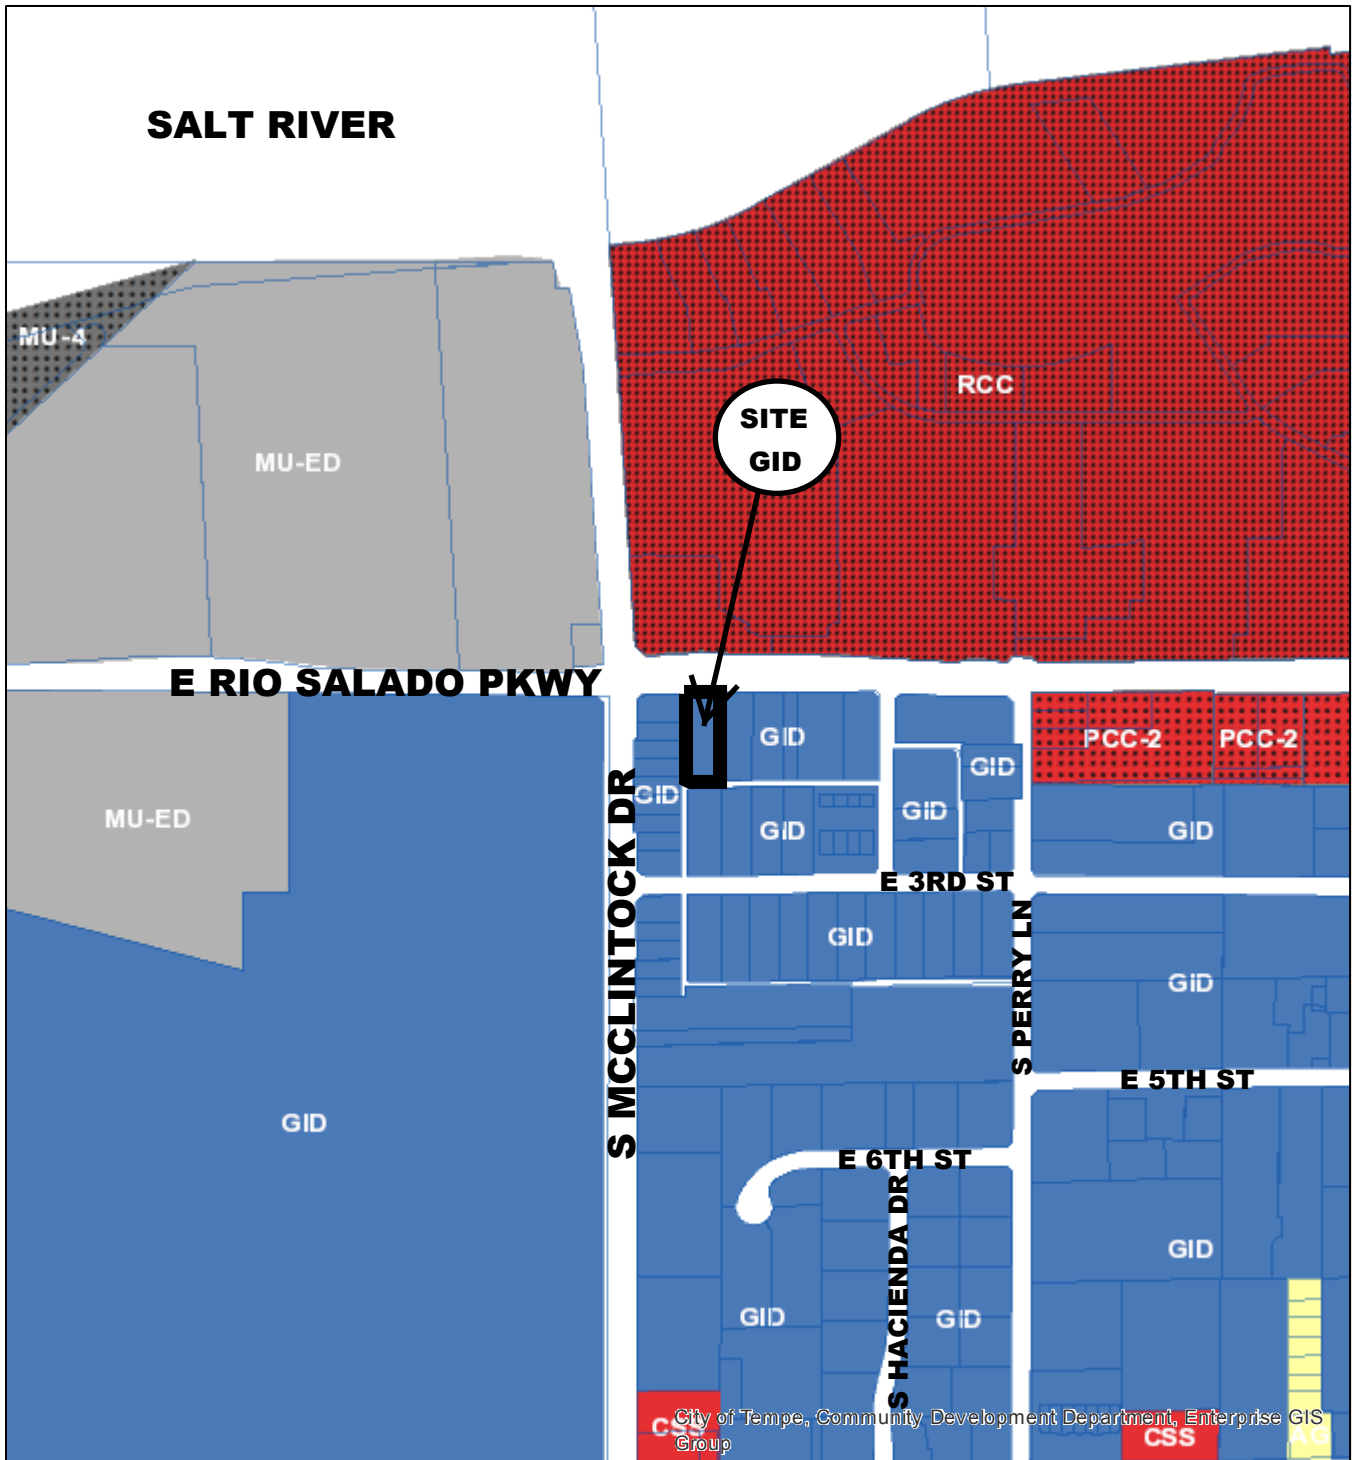 SALT RIVER
MU-4
RCC
SITE
GID
MU-ED
E RIO SALADO PKWY
GID
PCC-2
PCC-2
GID
GID
GID
MU-ED
GID
GID
E 3RD ST
S MCCLINTOCK DR
GID
S PERRY LN
GID
E 5TH ST
GID
E 6TH ST
S HACIENDA DR
GID
GID
GID
CSS
City of Tempe, Community Development Department, Enterprise GIS
Group
CSS
AG